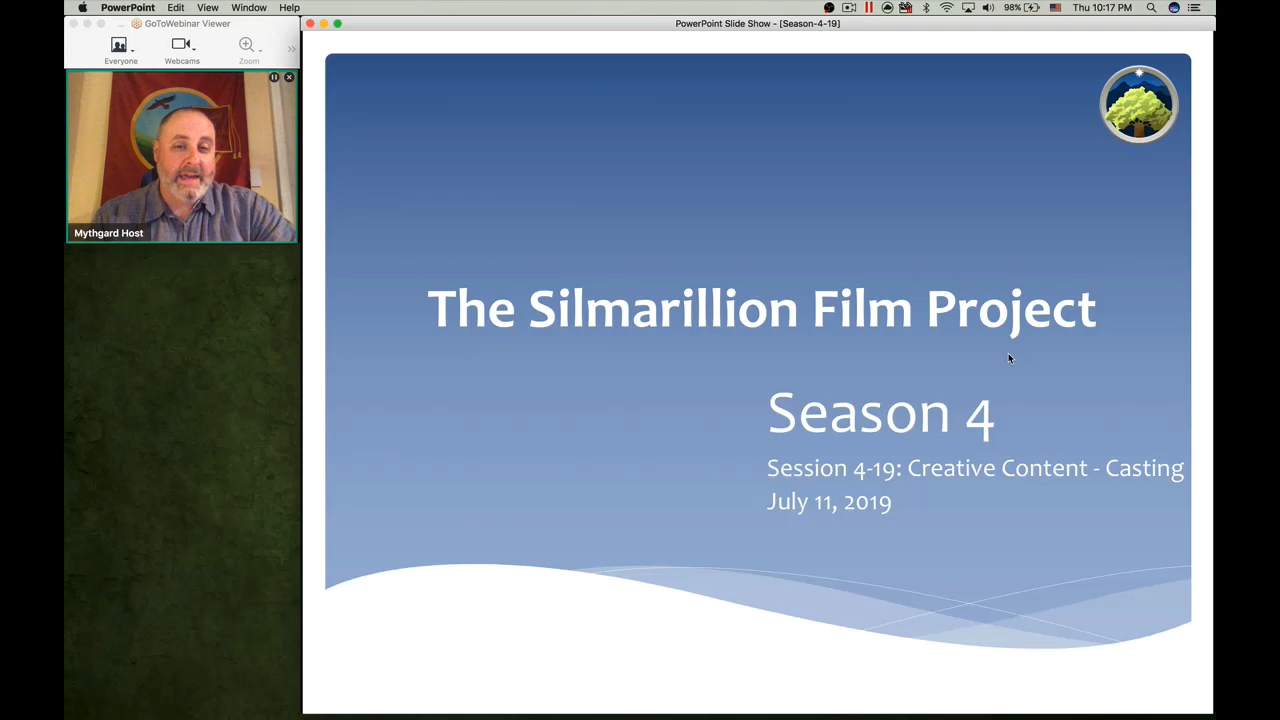 PowerPoint Edit View Window Help
98% Thu 10:17 PM
... GoToWebinar Viewer
Everyone Webcams Zoom
Mythgard Host
PowerPoint Slide Show - [Season-4-19]
The Silmarillion Film Project
Season 4
Session 4-19: Creative Content - Casting
July 11, 2019